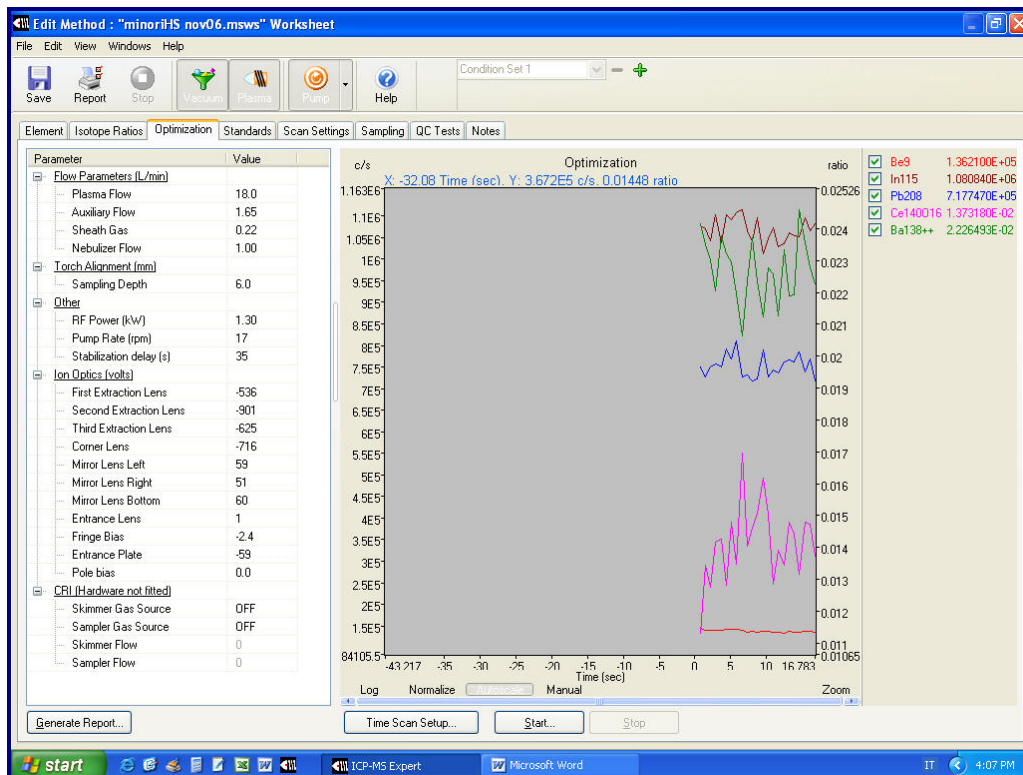 Edit Method : "minoriHS nov06.msws" Worksheet
File Edit View Windows Help
Save Report Stop Vacuum Plasma Pump Help
Condition Set 1
Element Isotope Ratios Optimization Standards Scan Settings Sampling QC Tests Notes
Parameter Value
Flow Parameters (L/min)
Plasma Flow 18.0
Auxiliary Flow 1.65
Sheath Gas 0.22
Nebulizer Flow 1.00
Torch Alignment (mm)
Sampling Depth 6.0
Other
RF Power (kW) 1.30
Pump Rate (rpm) 17
Stabilization delay (s) 35
Ion Optics (volts)
First Extraction Lens -536
Second Extraction Lens -901
Third Extraction Lens -625
Corner Lens -716
Mirror Lens Left 59
Mirror Lens Right 51
Mirror Lens Bottom 60
Entrance Lens 1
Fringe Bias -2.4
Entrance Plate -59
Pole bias 0.0
CRI (Hardware not fitted)
Skimmer Gas Source OFF
Sampler Gas Source OFF
Skimmer Flow 0
Sampler Flow 0
Generate Report...
c/s Optimization ratio
X: -32.08 Time (sec). Y: 3.672E5 c/s. 0.01448 ratio
1.163E6
1.1E6
1.05E6
1E6
9.5E5
9E5
8.5E5
8E5
7.5E5
7E5
6.5E5
6E5
5.5E5
5E5
4.5E5
4E5
3.5E5
3E5
2.5E5
2E5
1.5E5
84105.5
0.02526
0.024
0.023
0.022
0.021
0.02
0.019
0.018
0.017
0.016
0.015
0.014
0.013
0.012
0.011
0.01065
-43.217 -35 -30 -25 -20 -15 -10 -5 0 5 10 16.783
Time (sec)
Log Normalize Autoscale Manual Zoom
Time Scan Setup... Start... Stop
Be9 1.362100E+05
In115 1.080840E+06
Pb208 7.177470E+05
Ce140O16 1.373180E-02
Ba138++ 2.226493E-02
start ICP-MS Expert Microsoft Word IT 4:07 PM